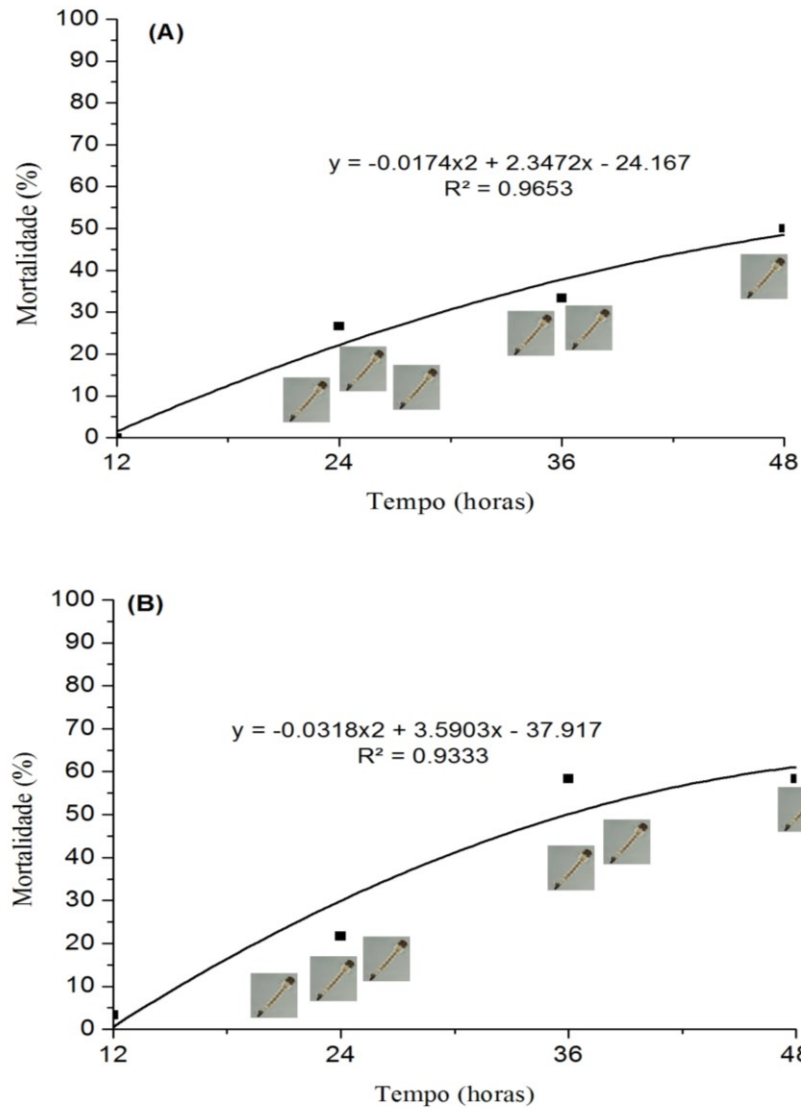 (A)
100
90
80
70
60
50
40
30
20
10
0
Mortalidade (%)
y = -0.0174x2 + 2.3472x - 24.167
R² = 0.9653
12 24 36 48
Tempo (horas)
(B)
100
90
80
70
60
50
40
30
20
10
0
Mortalidade (%)
y = -0.0318x2 + 3.5903x - 37.917
R² = 0.9333
12 24 36 48
Tempo (horas)